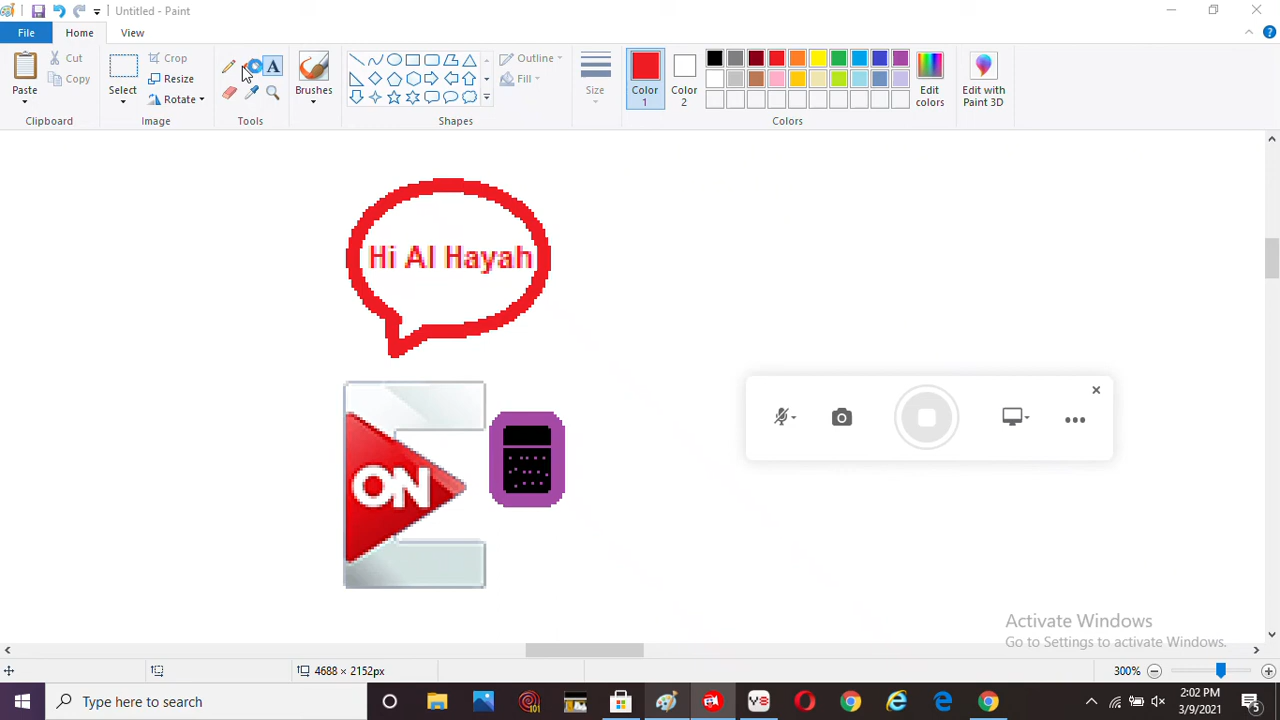 Untitled - Paint
File
Home
View
Paste
Cut
Copy
Clipboard
Select
Crop
Resize
Rotate
Image
A
Tools
Brushes
Shapes
Outline
Fill
Size
Color 1
Color 2
Edit colors
Colors
Edit with Paint 3D
Hi Al Hayah
ON
Activate Windows
Go to Settings to activate Windows.
4688 × 2152px
300%
Type here to search
101
2:02 PM
3/9/2021
5